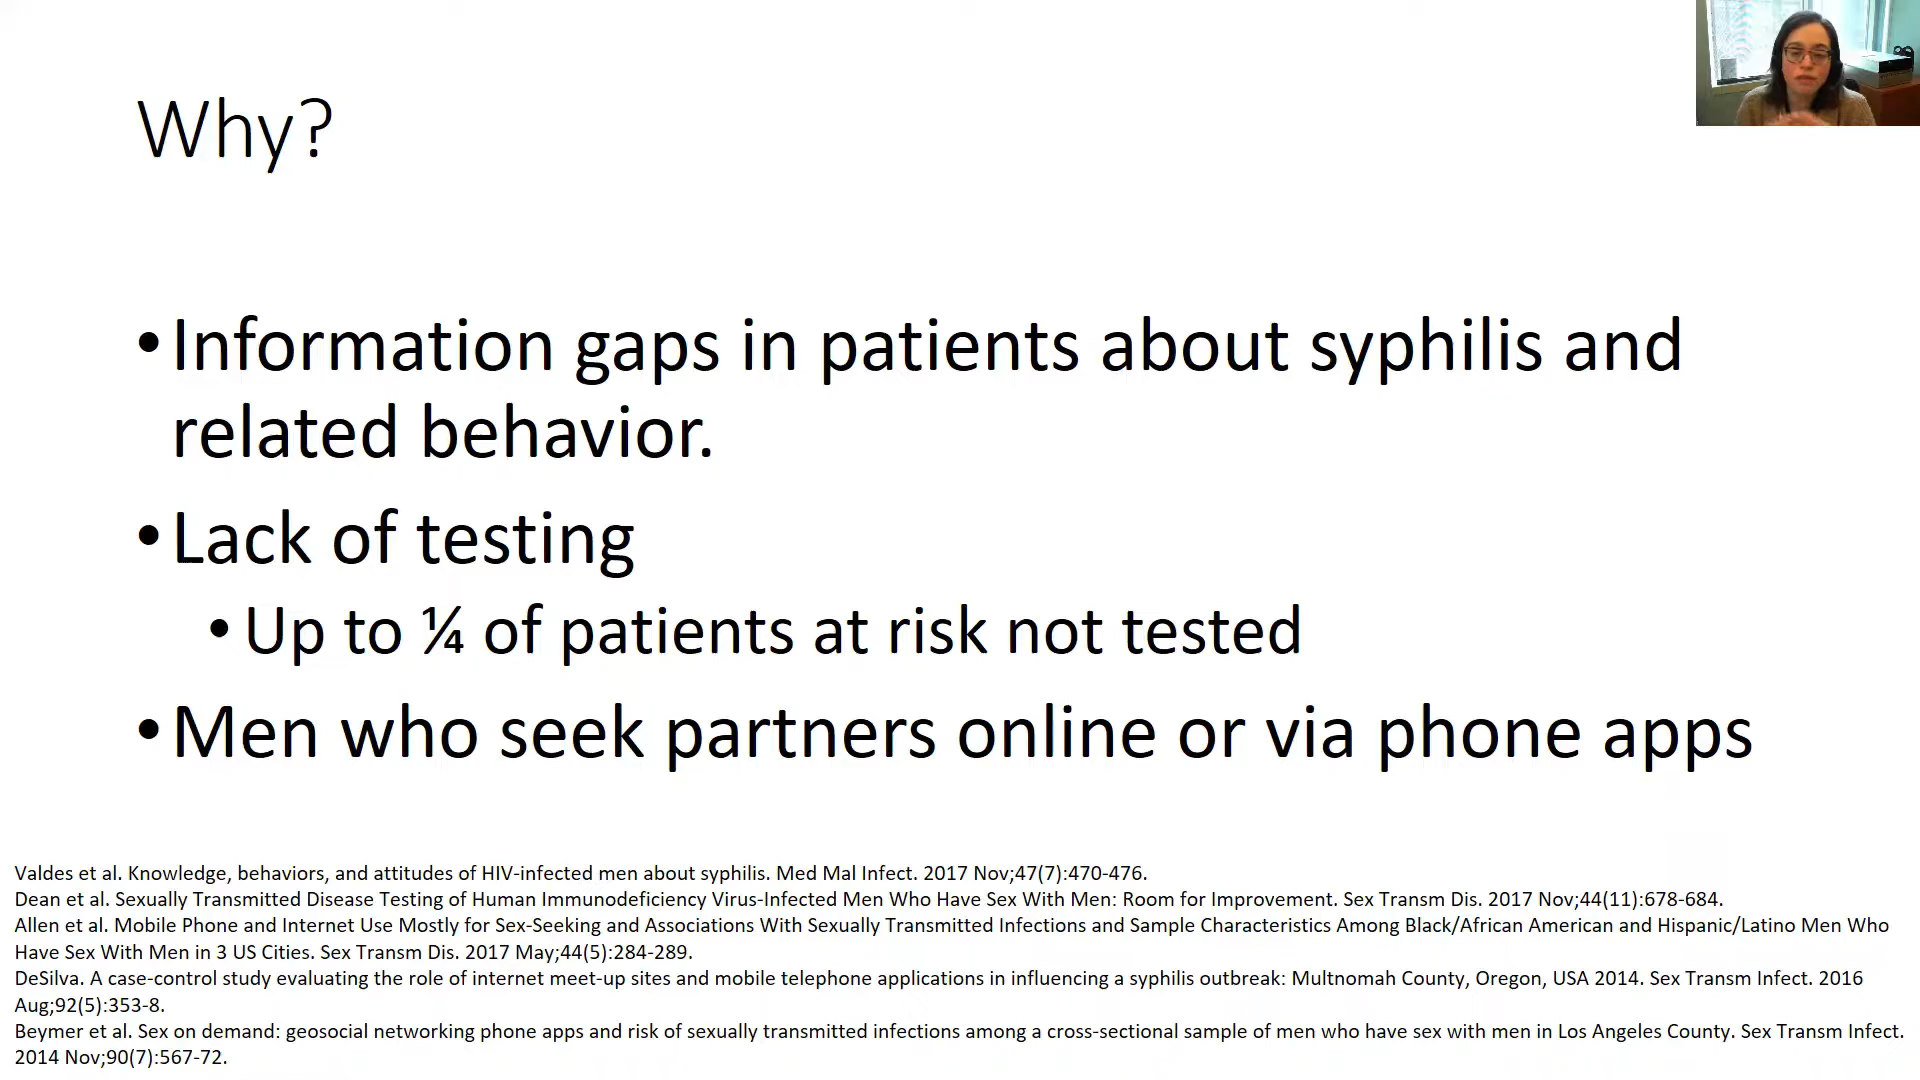 Why?
•Information gaps in patients about syphilis and
related behavior.
•Lack of testing
•Up to ¼ of patients at risk not tested
•Men who seek partners online or via phone apps
Valdes et al. Knowledge, behaviors, and attitudes of HIV-infected men about syphilis. Med Mal Infect. 2017 Nov;47(7):470-476.
Dean et al. Sexually Transmitted Disease Testing of Human Immunodeficiency Virus-Infected Men Who Have Sex With Men: Room for Improvement. Sex Transm Dis. 2017 Nov;44(11):678-684.
Allen et al. Mobile Phone and Internet Use Mostly for Sex-Seeking and Associations With Sexually Transmitted Infections and Sample Characteristics Among Black/African American and Hispanic/Latino Men Who
Have Sex With Men in 3 US Cities. Sex Transm Dis. 2017 May;44(5):284-289.
DeSilva. A case-control study evaluating the role of internet meet-up sites and mobile telephone applications in influencing a syphilis outbreak: Multnomah County, Oregon, USA 2014. Sex Transm Infect. 2016
Aug;92(5):353-8.
Beymer et al. Sex on demand: geosocial networking phone apps and risk of sexually transmitted infections among a cross-sectional sample of men who have sex with men in Los Angeles County. Sex Transm Infect.
2014 Nov;90(7):567-72.